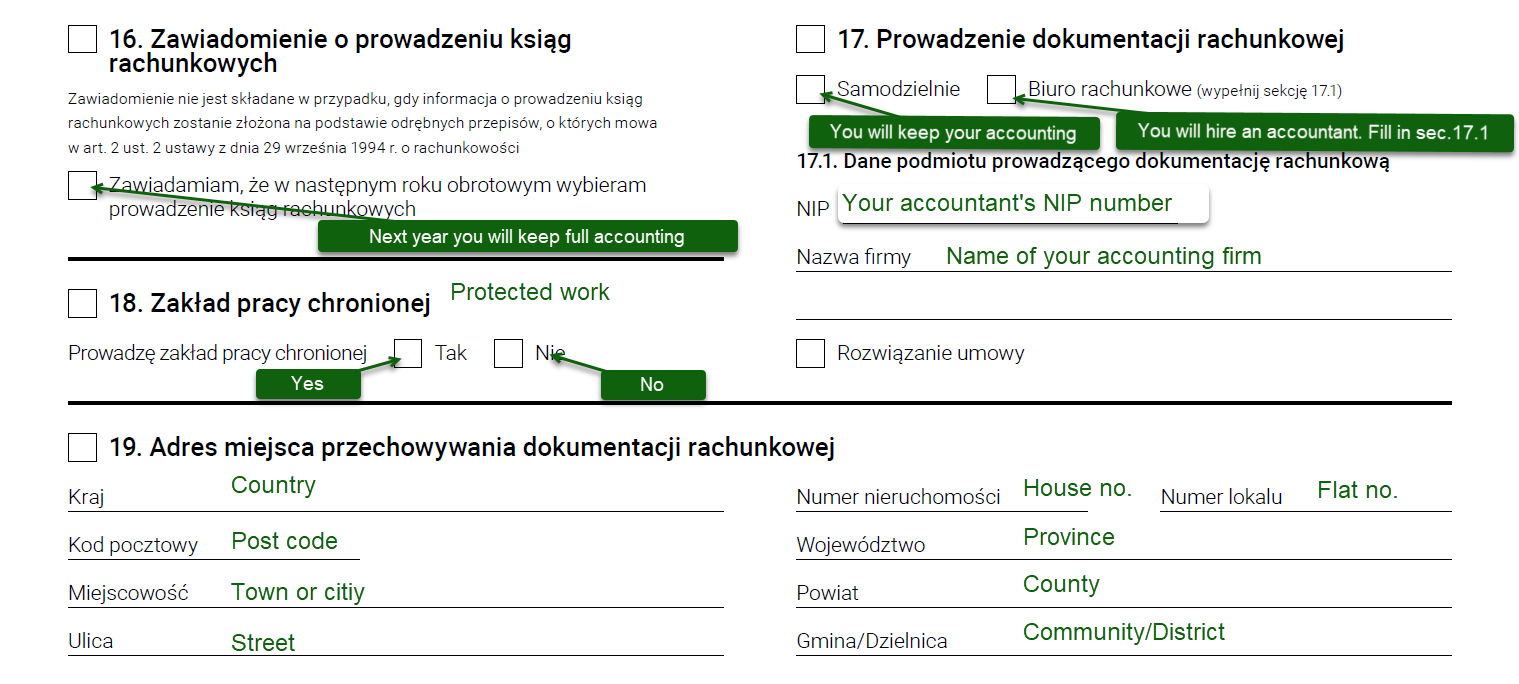 16. Zawiadomienie o prowadzeniu ksiąg
rachunkowych
Zawiadomienie nie jest składane w przypadku, gdy informacja o prowadzeniu ksiąg
rachunkowych zostanie złożona na podstawie odrębnych przepisów, o których mowa
w art. 2 ust. 2 ustawy z dnia 29 września 1994 r. o rachunkowości
Zawiadamiam, że w następnym roku obrotowym wybieram
prowadzenie ksiąg rachunkowych
Next year you will keep full accounting
17. Prowadzenie dokumentacji rachunkowej
Samodzielnie
Biuro rachunkowe (wypełnij sekcję 17.1)
You will keep your accounting
You will hire an accountant. Fill in sec.17.1
17.1. Dane podmiotu prowadzącego dokumentację rachunkową
NIP Your accountant's NIP number
Nazwa firmy Name of your accounting firm
Rozwiązanie umowy
18. Zakład pracy chronionej Protected work
Prowadzę zakład pracy chronionej Tak Nie
Yes No
19. Adres miejsca przechowywania dokumentacji rachunkowej
Kraj Country
Kod pocztowy Post code
Miejscowość Town or citiy
Ulica Street
Numer nieruchomości House no. Numer lokalu Flat no.
Województwo Province
Powiat County
Gmina/Dzielnica Community/District